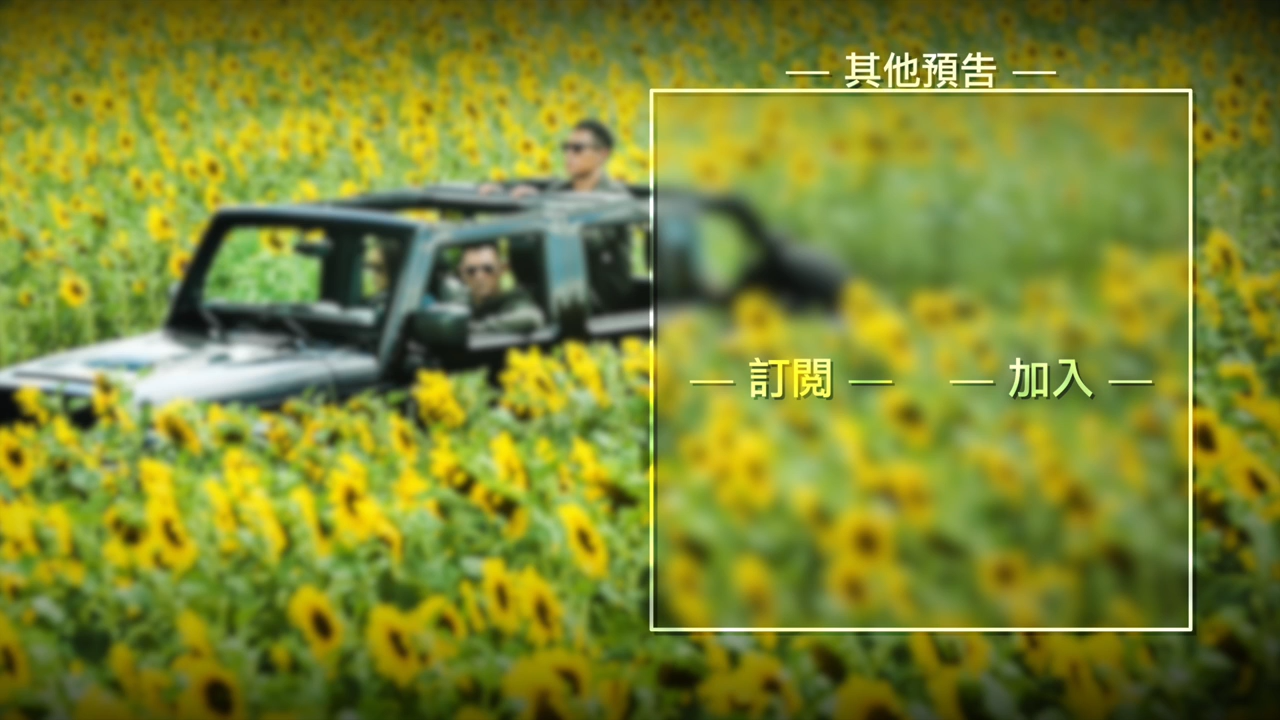 — 其他預告 —
— 訂閱 — — 加入 —